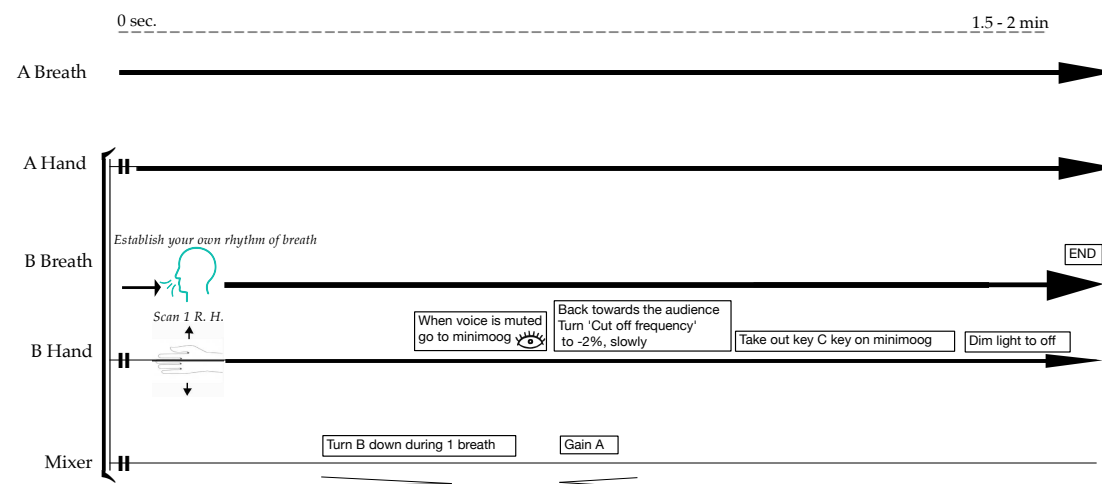 0 sec.
1.5 - 2 min
A Breath
A Hand
Establish your own rhythm of breath
B Breath
END
Scan 1 R. H.
B Hand
When voice is muted
go to minimoog
Back towards the audience
Turn 'Cut off frequency'
to -2%, slowly
Take out key C key on minimoog
Dim light to off
Turn B down during 1 breath
Gain A
Mixer